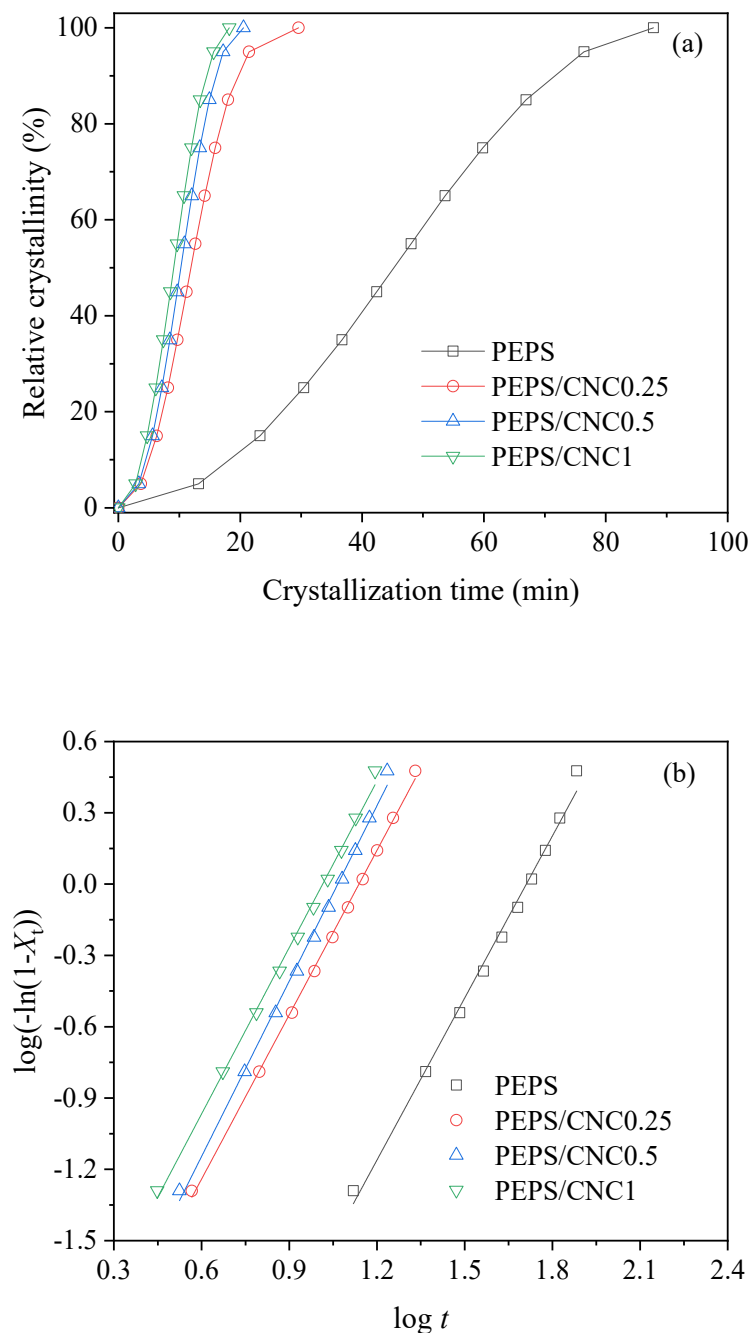 100
80
60
40
20
0
Relative crystallinity (%)
(a)
PEPS
PEPS/CNC0.25
PEPS/CNC0.5
PEPS/CNC1
0 20 40 60 80 100
Crystallization time (min)
0.6
0.3
0.0
-0.3
-0.6
-0.9
-1.2
-1.5
log(-ln(1-Xt))
(b)
PEPS
PEPS/CNC0.25
PEPS/CNC0.5
PEPS/CNC1
0.3 0.6 0.9 1.2 1.5 1.8 2.1 2.4
log t